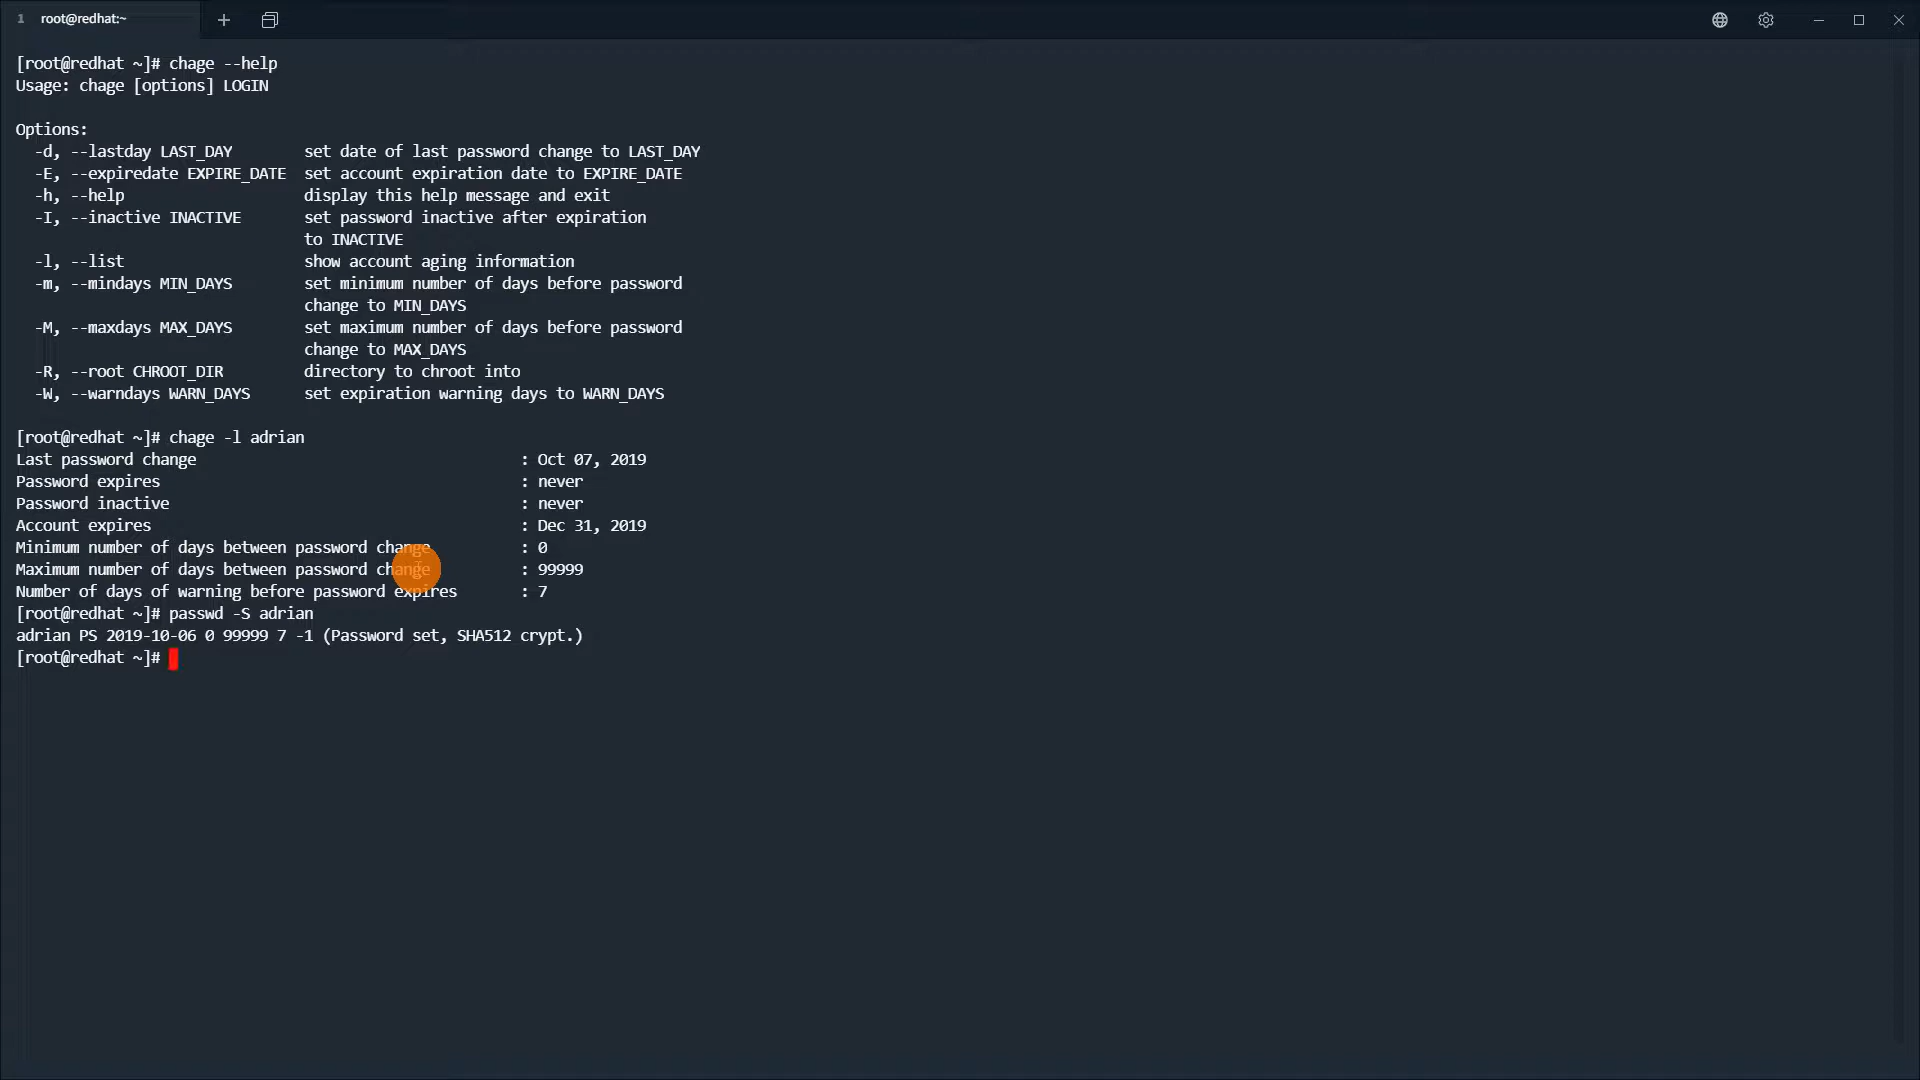 1 root@redhat:~
[root@redhat ~]# chage --help
Usage: chage [options] LOGIN
Options:
-d, --lastday LAST_DAY set date of last password change to LAST_DAY
-E, --expiredate EXPIRE_DATE set account expiration date to EXPIRE_DATE
-h, --help display this help message and exit
-I, --inactive INACTIVE set password inactive after expiration
to INACTIVE
-l, --list show account aging information
-m, --mindays MIN_DAYS set minimum number of days before password
change to MIN_DAYS
-M, --maxdays MAX_DAYS set maximum number of days before password
change to MAX_DAYS
-R, --root CHROOT_DIR directory to chroot into
-W, --warndays WARN_DAYS set expiration warning days to WARN_DAYS
[root@redhat ~]# chage -l adrian
Last password change : Oct 07, 2019
Password expires : never
Password inactive : never
Account expires : Dec 31, 2019
Minimum number of days between password change : 0
Maximum number of days between password change : 99999
Number of days of warning before password expires : 7
[root@redhat ~]# passwd -S adrian
adrian PS 2019-10-06 0 99999 7 -1 (Password set, SHA512 crypt.)
[root@redhat ~]#